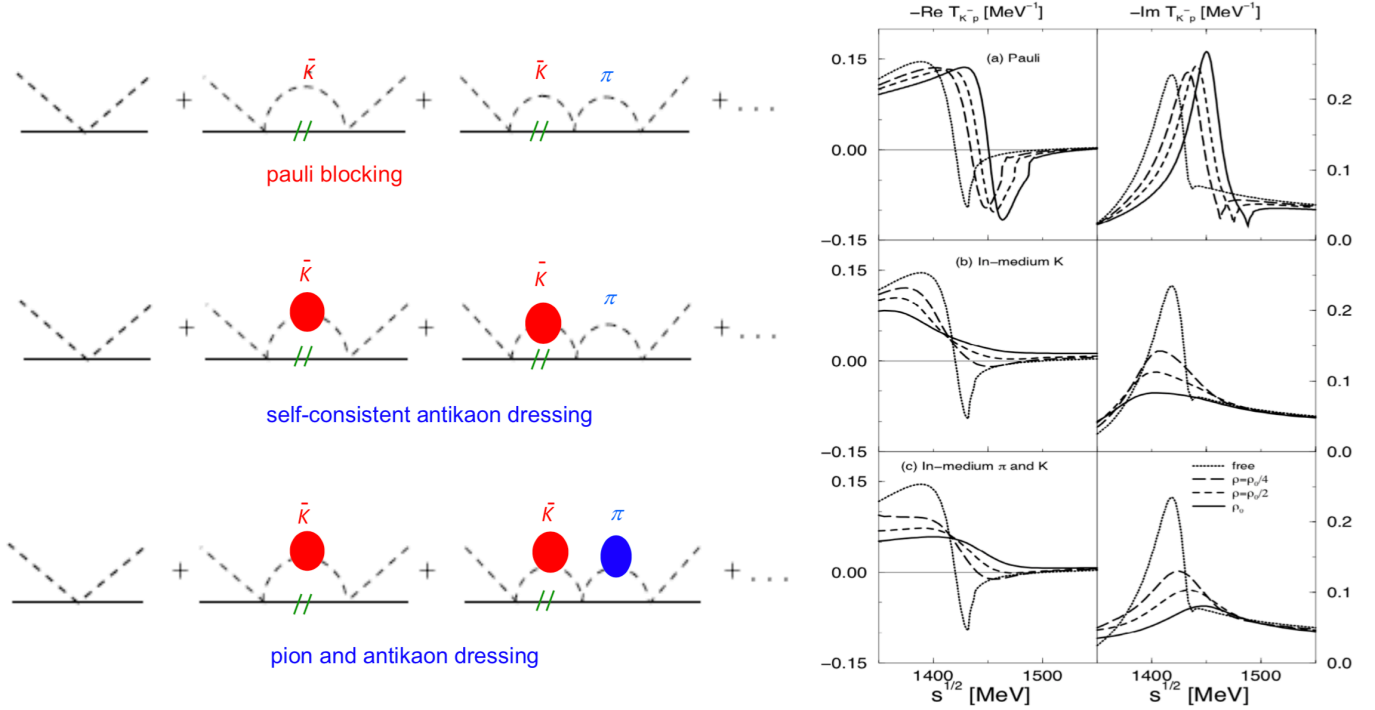 K̄
+
+
K̄
π
+ ....
pauli blocking
K̄
+
+
K̄
π
+ ....
self-consistent antikaon dressing
K̄
+
+
K̄
π
+ ....
pion and antikaon dressing
−Re T_{K⁻p} [MeV⁻¹]
−Im T_{K⁻p} [MeV⁻¹]
(a) Pauli
0.15
0.00
−0.15
0.2
0.1
0.0
(b) In−medium K
0.15
0.00
−0.15
0.2
0.1
0.0
(c) In−medium π and K
0.15
0.00
−0.15
free
ρ=ρ₀/4
ρ=ρ₀/2
ρ₀
0.2
0.1
0.0
1400 1500
1400 1500
s^{1/2} [MeV]
s^{1/2} [MeV]